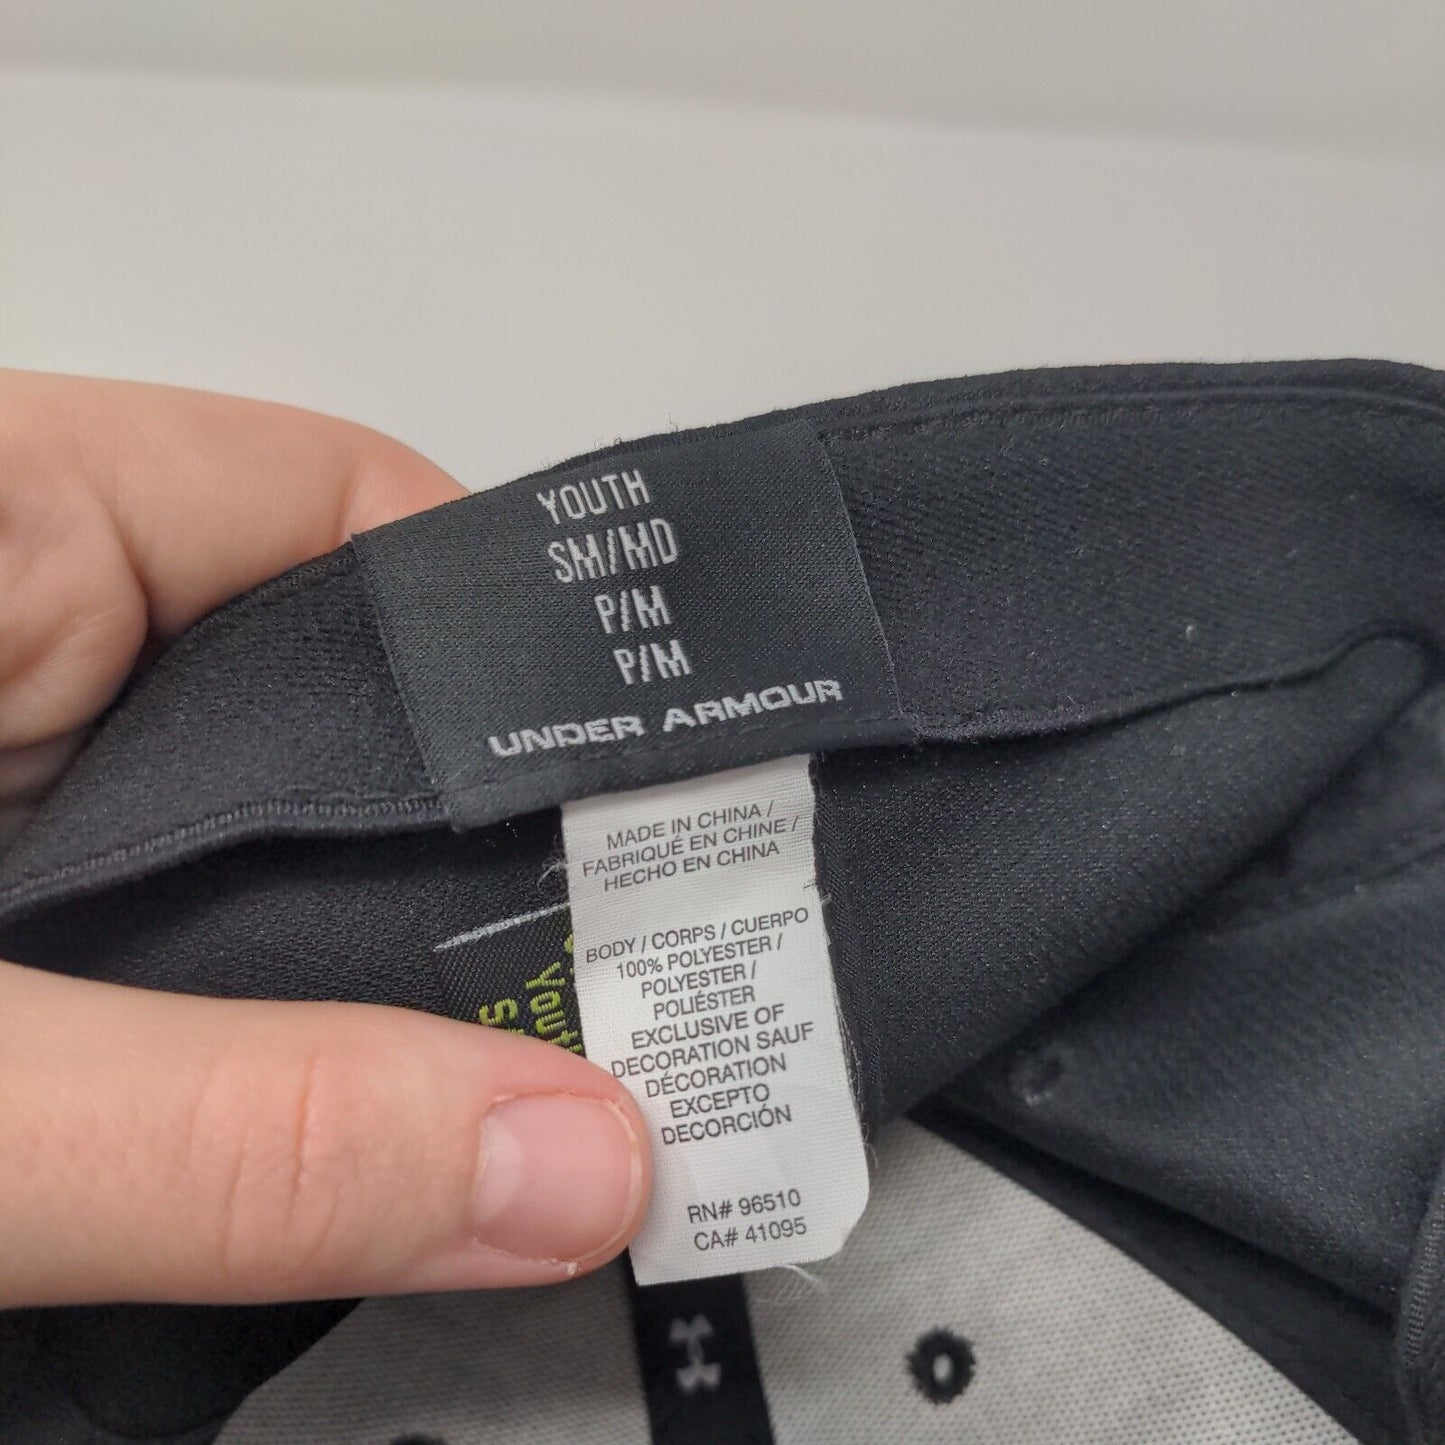 YOUTH
SM/MD
P/M
P/M
UNDER ARMOUR
MADE IN CHINA /
FABRIQUÉ EN CHINE /
HECHO EN CHINA
BODY / CORPS / CUERPO
100% POLYESTER /
POLYESTER /
POLIÉSTER
EXCLUSIVE OF
DECORATION SAUF
DÉCORATION
EXCEPTO
DECORCIÓN
RN# 96510
CA# 41095